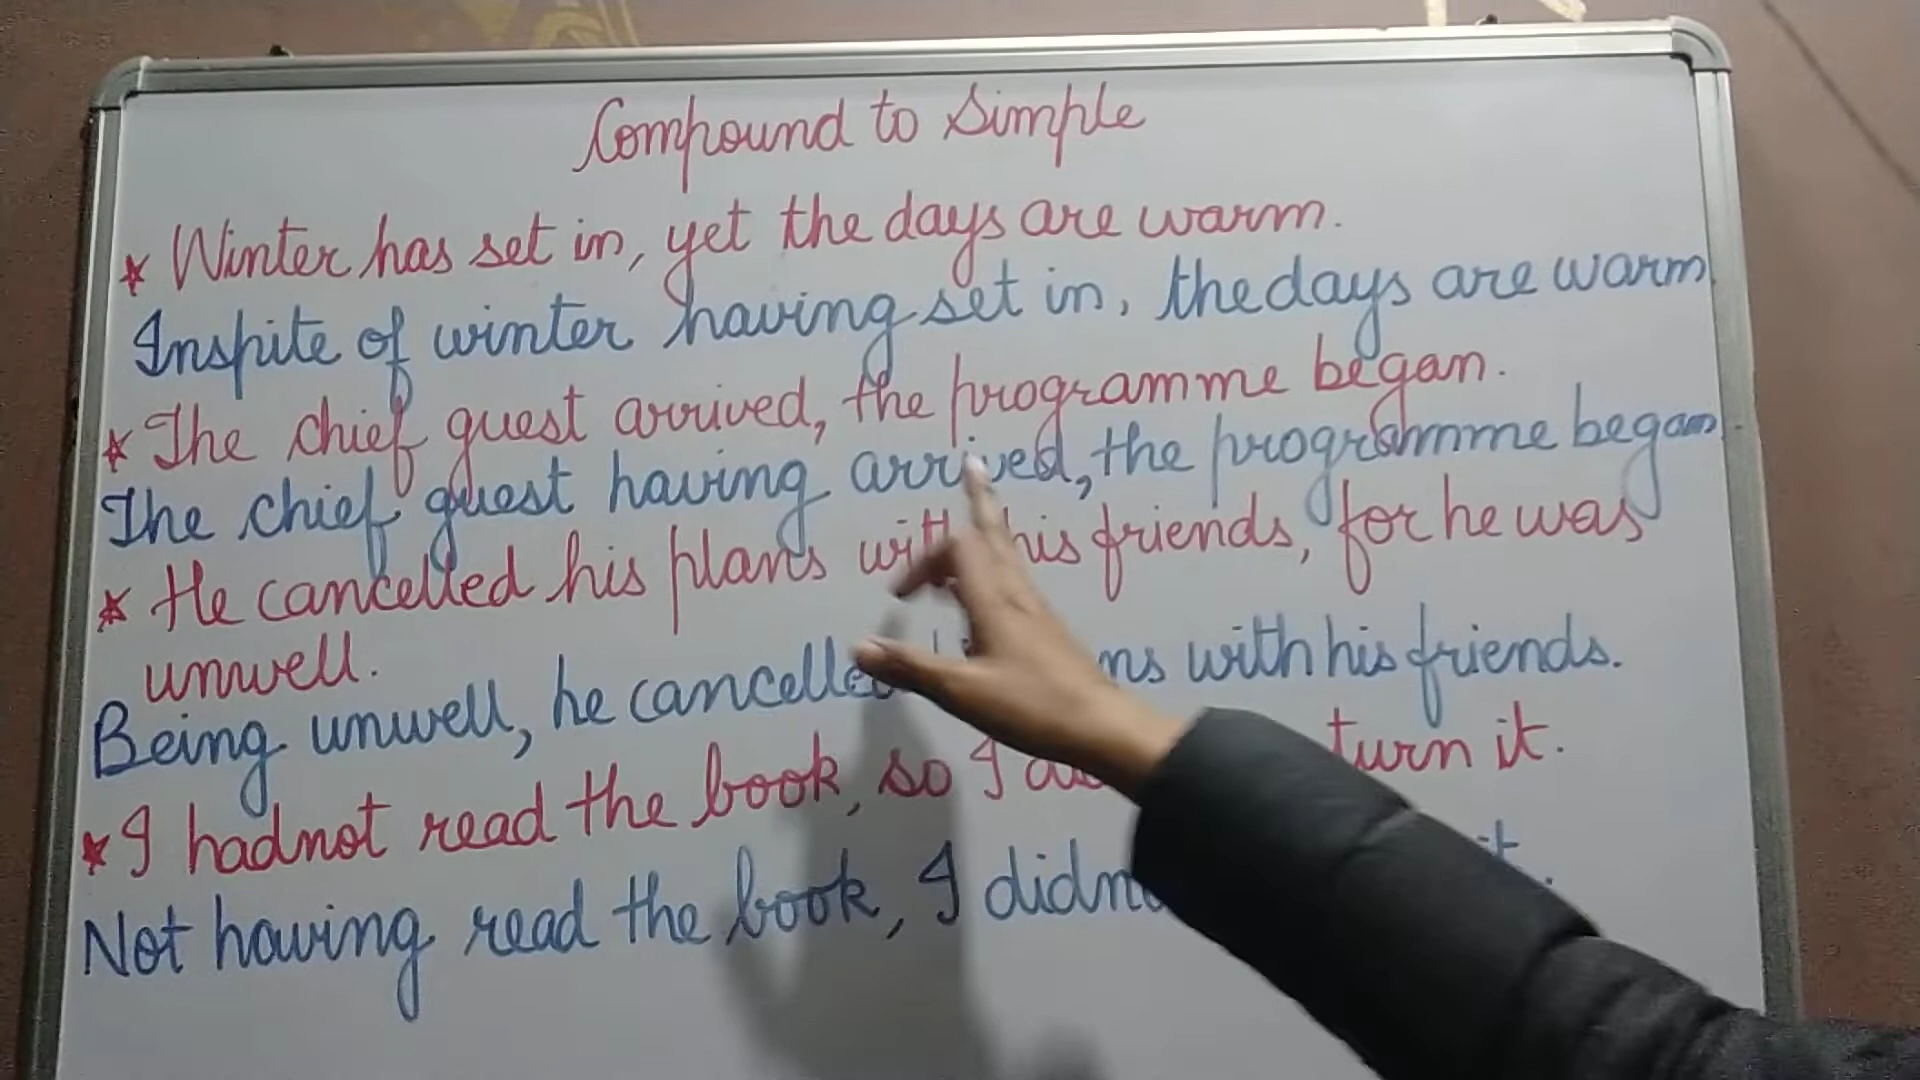 Compound to Simple
* Winter has set in, yet the days are warm.
Inspite of winter having set in, the days are warm
* The chief guest arrived, the programme began.
The chief guest having arrived, the programme began
* He cancelled his plans with his friends, for he was
unwell.
Being unwell, he cancelled with his friends.
* I hadnot read the book, so I it.
Not having read the book, I it.